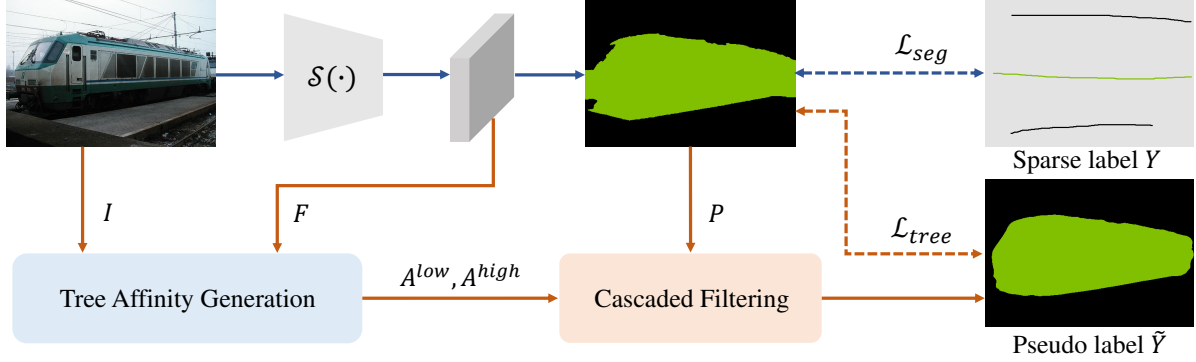 𝒮(·)
ℒ_seg
Sparse label Y
I
F
P
ℒ_tree
Tree Affinity Generation
A^low, A^high
Cascaded Filtering
Pseudo label Ỹ